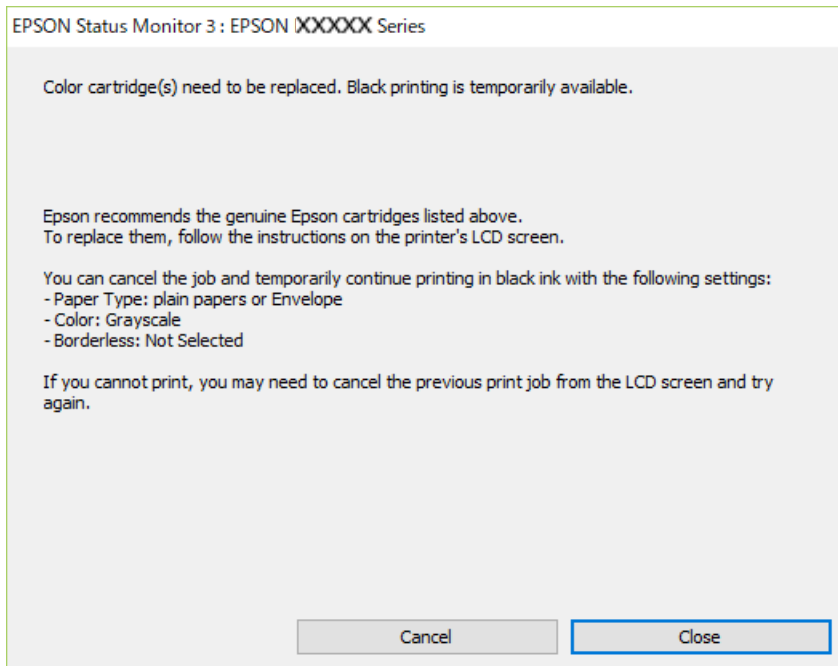 EPSON Status Monitor 3 : EPSON XXXXX Series
Color cartridge(s) need to be replaced. Black printing is temporarily available.
Epson recommends the genuine Epson cartridges listed above.
To replace them, follow the instructions on the printer's LCD screen.
You can cancel the job and temporarily continue printing in black ink with the following settings:
- Paper Type: plain papers or Envelope
- Color: Grayscale
- Borderless: Not Selected
If you cannot print, you may need to cancel the previous print job from the LCD screen and try
again.
Cancel
Close